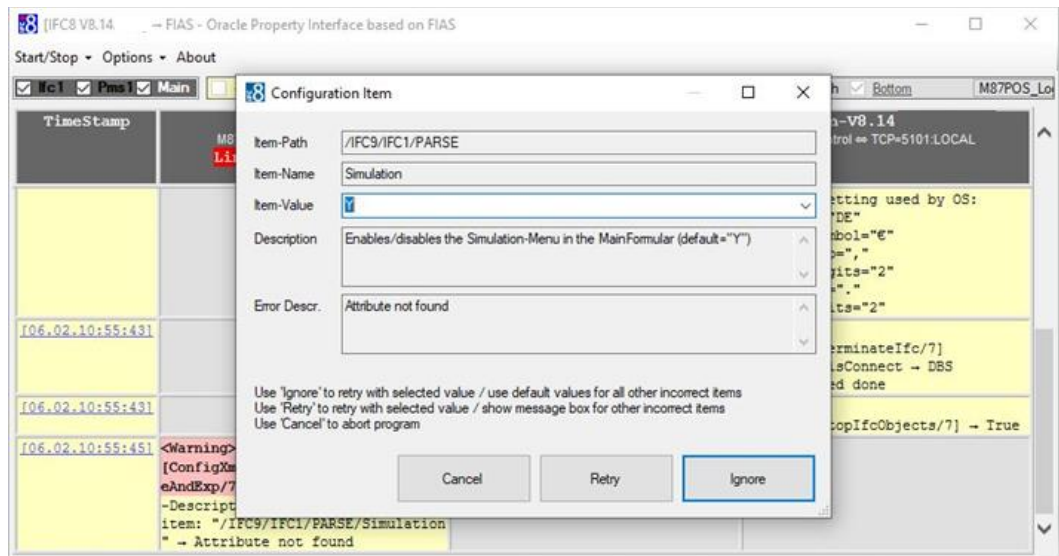 [IFC8 V8.14. → FIAS - Oracle Property Interface based on FIAS
Start/Stop Options About
Ifc1 Pms1 Main
Bottom M87POS_Lo
Configuration Item
TimeStamp
M8
n-V8.14
trol ⇔ TCP=5101:LOCAL
Item-Path /IFC9/IFC1/PARSE
Item-Name Simulation
Item-Value Y
Description Enables/disables the Simulation-Menu in the MainFormular (default="Y")
Error Descr. Attribute not found
Use 'Ignore' to retry with selected value / use default values for all other incorrect items
Use 'Retry' to retry with selected value / show message box for other incorrect items
Use 'Cancel' to abort program
Cancel Retry Ignore
etting used by OS:
"DE"
mbol="€"
p=","
gits="2"
="."
its="2"
[06.02.10:55:43]
erminateIfc/7]
isConnect → DBS
ed done
[06.02.10:55:43]
topIfcObjects/7] → True
[06.02.10:55:45] <Warning>
[ConfigXm
eAndExp/7
-Descript
item: "/IFC9/IFC1/PARSE/Simulation
" → Attribute not found